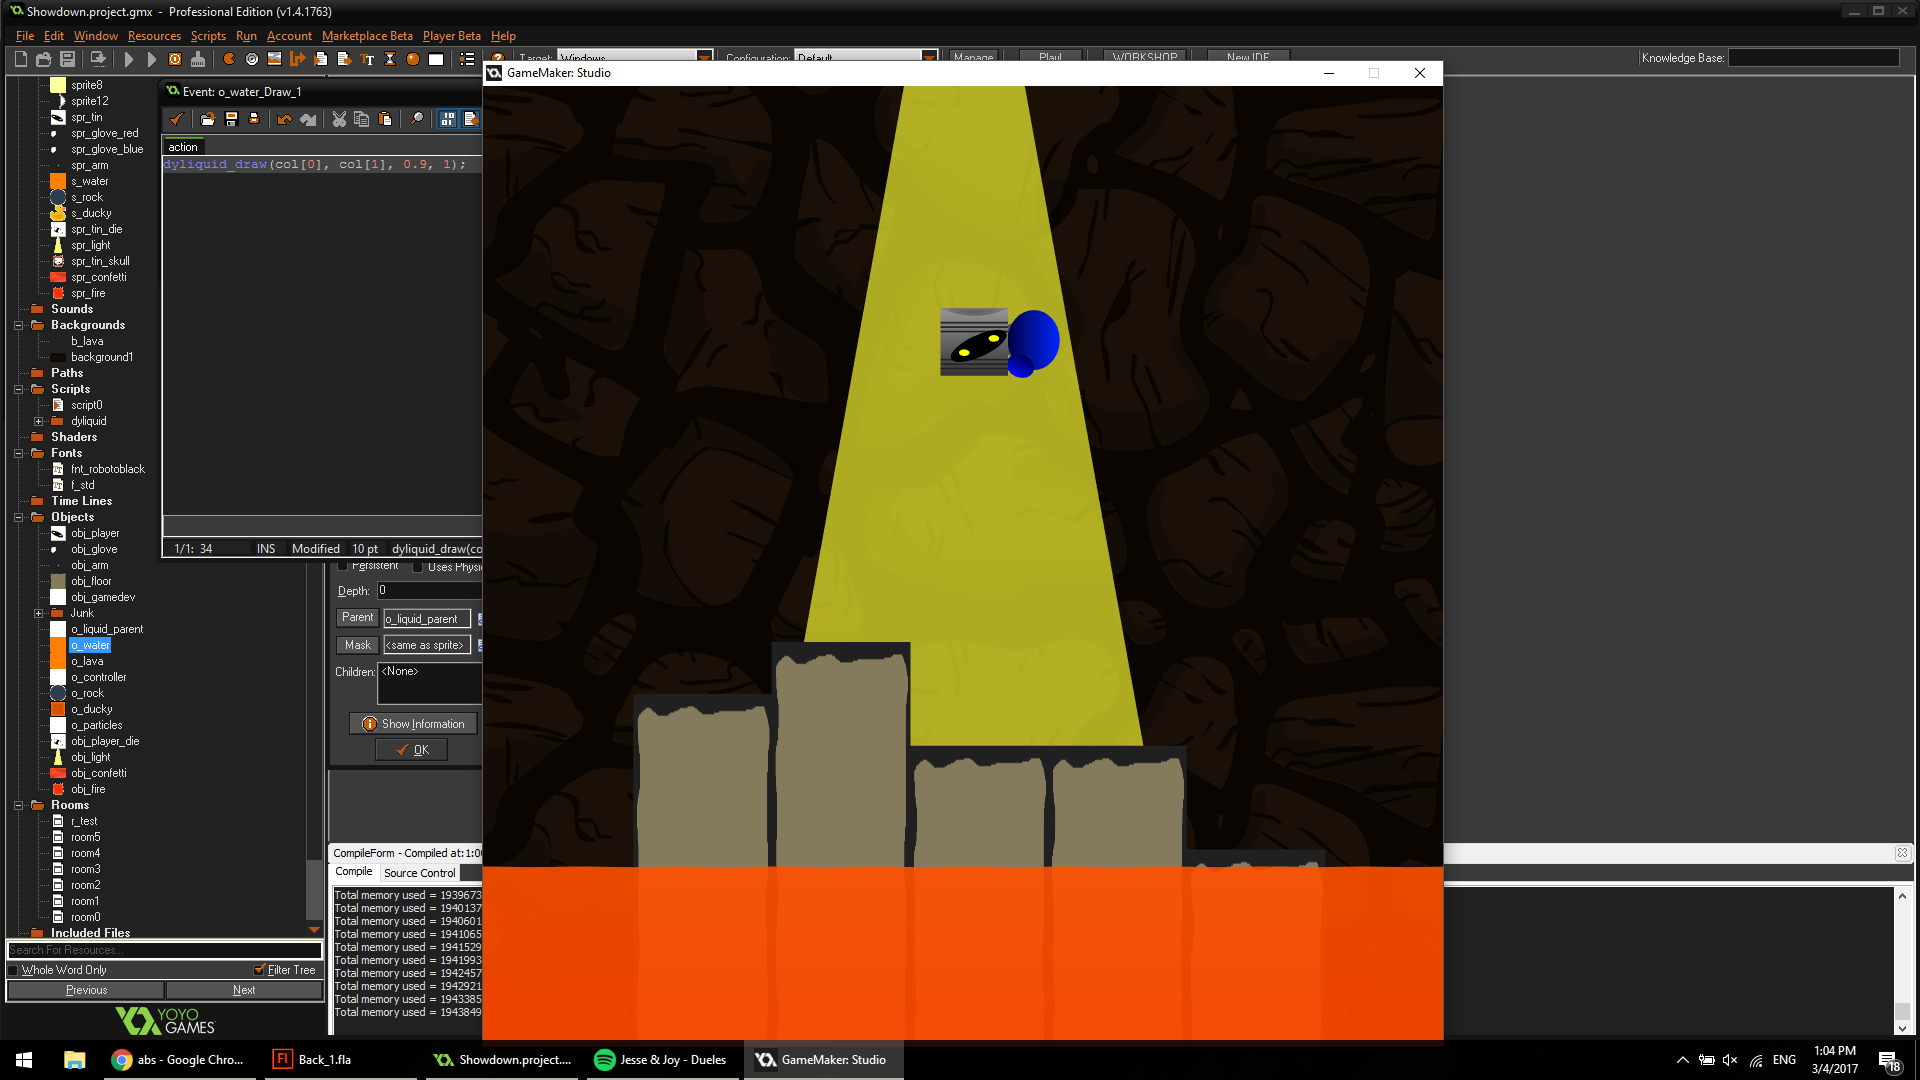 Showdown.project.gmx - Professional Edition (v1.4.1763)
File Edit Window Resources Scripts Run Account Marketplace Beta Player Beta Help
Target: Windows Configuration: Default Manage Play! WORKSHOP New IDE Knowledge Base:
GameMaker: Studio
sprite8
sprite12
spr_tin
spr_glove_red
spr_glove_blue
spr_arm
s_water
s_rock
s_ducky
spr_tin_die
spr_light
spr_tin_skull
spr_confetti
spr_fire
Sounds
Backgrounds
b_lava
background1
Paths
Scripts
script0
dyliquid
Shaders
Fonts
fnt_robotoblack
f_std
Time Lines
Objects
obj_player
obj_glove
obj_arm
obj_floor
obj_gamedev
Junk
o_liquid_parent
o_water
o_lava
o_controller
o_rock
o_ducky
o_particles
obj_player_die
obj_light
obj_confetti
obj_fire
Rooms
r_test
room5
room4
room3
room2
room1
room0
Included Files
Search For Resources...
Whole Word Only Filter Tree
Previous Next
YOYO
GAMES
Event: o_water_Draw_1
action
dyliquid_draw(col[0], col[1], 0.9, 1);
1/1: 34 INS Modified 10 pt dyliquid_draw(co
Persistent Uses Physi
Depth: 0
Parent o_liquid_parent
Mask <same as sprite>
Children: <None>
Show Information
OK
CompileForm - Compiled at: 1:0
Compile Source Control
Total memory used = 1939673
Total memory used = 1940137
Total memory used = 1940601
Total memory used = 1941065
Total memory used = 1941529
Total memory used = 1941993
Total memory used = 1942457
Total memory used = 1942921
Total memory used = 1943385
Total memory used = 1943849
abs - Google Chro... Fl Back_1.fla Showdown.project.... Jesse & Joy - Dueles GameMaker: Studio
ENG
1:04 PM
3/4/2017
18